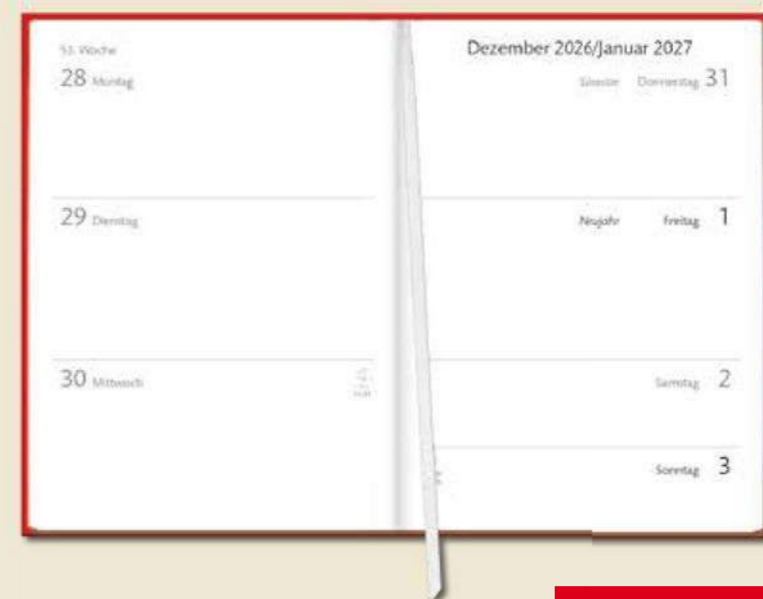 53. Woche
28 Montag
29 Dienstag
30 Mittwoch
Dezember 2026/Januar 2027
Silvester Donnerstag 31
Neujahr Freitag 1
Samstag 2
Sonntag 3